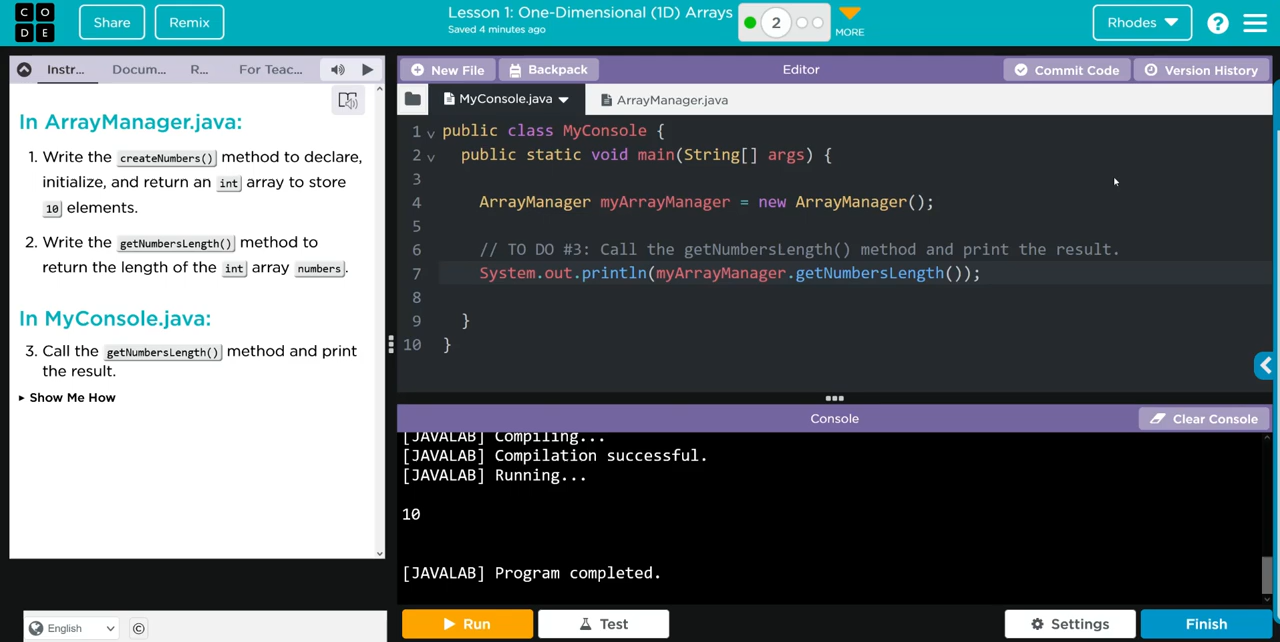 C O D E
Share
Remix
Lesson 1: One-Dimensional (1D) Arrays
Saved 4 minutes ago
2
MORE
Rhodes
?
Instr...
Docum...
R...
For Teac...
In ArrayManager.java:
1. Write the createNumbers() method to declare,
initialize, and return an int array to store
10 elements.
2. Write the getNumbersLength() method to
return the length of the int array numbers.
In MyConsole.java:
3. Call the getNumbersLength() method and print
the result.
Show Me How
English
©
New File
Backpack
Editor
Commit Code
Version History
MyConsole.java
ArrayManager.java
1 public class MyConsole {
2 public static void main(String[] args) {
3
4 ArrayManager myArrayManager = new ArrayManager();
5
6 // TO DO #3: Call the getNumbersLength() method and print the result.
7 System.out.println(myArrayManager.getNumbersLength());
8
9 }
10 }
Console
Clear Console
[JAVALAB] Compiling...
[JAVALAB] Compilation successful.
[JAVALAB] Running...
10
[JAVALAB] Program completed.
Run
Test
Settings
Finish